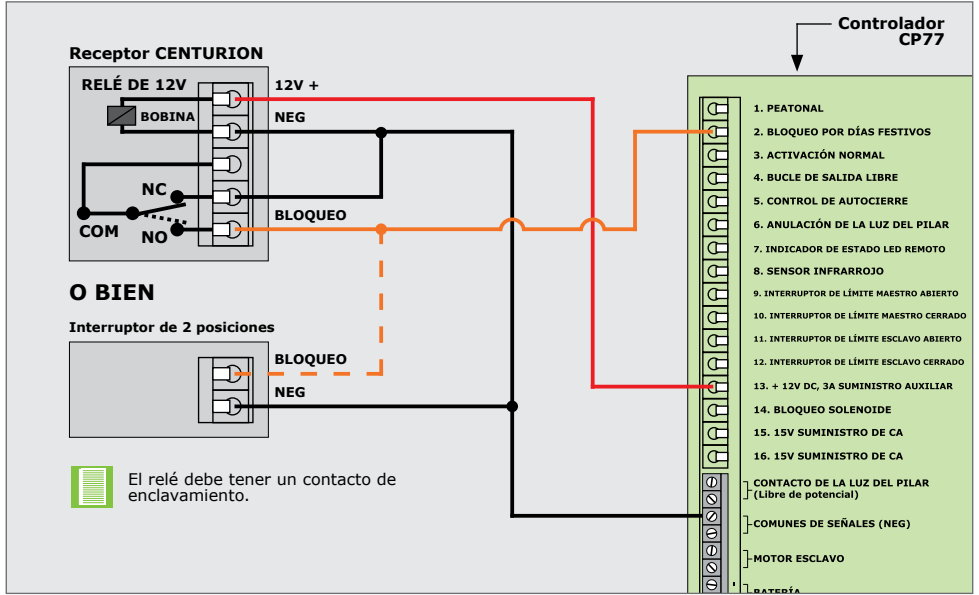 Controlador
CP77
Receptor CENTURION
RELÉ DE 12V
BOBINA
NC
COM
NO
12V +
NEG
BLOQUEO
O BIEN
Interruptor de 2 posiciones
BLOQUEO
NEG
El relé debe tener un contacto de
enclavamiento.
1. PEATONAL
2. BLOQUEO POR DÍAS FESTIVOS
3. ACTIVACIÓN NORMAL
4. BUCLE DE SALIDA LIBRE
5. CONTROL DE AUTOCIERRE
6. ANULACIÓN DE LA LUZ DEL PILAR
7. INDICADOR DE ESTADO LED REMOTO
8. SENSOR INFRARROJO
9. INTERRUPTOR DE LÍMITE MAESTRO ABIERTO
10. INTERRUPTOR DE LÍMITE MAESTRO CERRADO
11. INTERRUPTOR DE LÍMITE ESCLAVO ABIERTO
12. INTERRUPTOR DE LÍMITE ESCLAVO CERRADO
13. + 12V DC, 3A SUMINISTRO AUXILIAR
14. BLOQUEO SOLENOIDE
15. 15V SUMINISTRO DE CA
16. 15V SUMINISTRO DE CA
CONTACTO DE LA LUZ DEL PILAR
(Libre de potencial)
COMUNES DE SEÑALES (NEG)
MOTOR ESCLAVO
BATERÍA